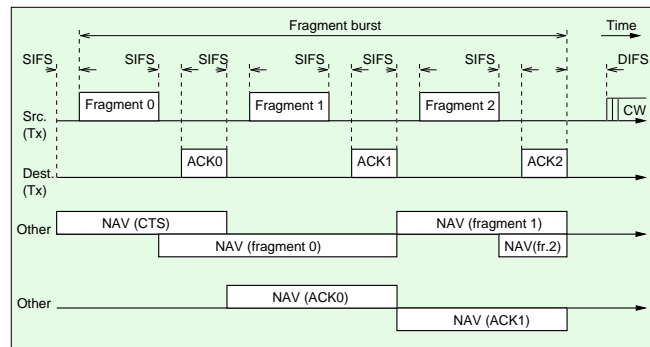 Fragment burst
Time
SIFS SIFS SIFS SIFS SIFS SIFS DIFS
Fragment 0 Fragment 1 Fragment 2 CW
Src.
(Tx)
ACK0 ACK1 ACK2
Dest.
(Tx)
NAV (CTS) NAV (fragment 1)
Other
NAV (fragment 0) NAV(fr.2)
NAV (ACK0)
Other
NAV (ACK1)